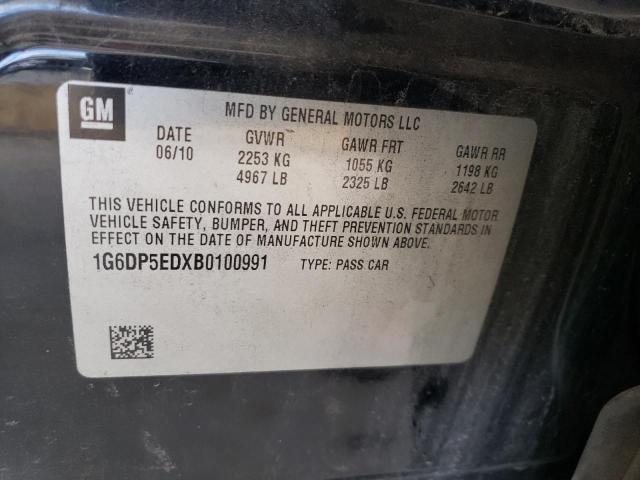 GM
MFD BY GENERAL MOTORS LLC
DATE GVWR GAWR FRT GAWR RR
06/10 2253 KG 1055 KG 1198 KG
4967 LB 2325 LB 2642 LB
THIS VEHICLE CONFORMS TO ALL APPLICABLE U.S. FEDERAL MOTOR
VEHICLE SAFETY, BUMPER, AND THEFT PREVENTION STANDARDS IN
EFFECT ON THE DATE OF MANUFACTURE SHOWN ABOVE.
1G6DP5EDXB0100991 TYPE: PASS CAR